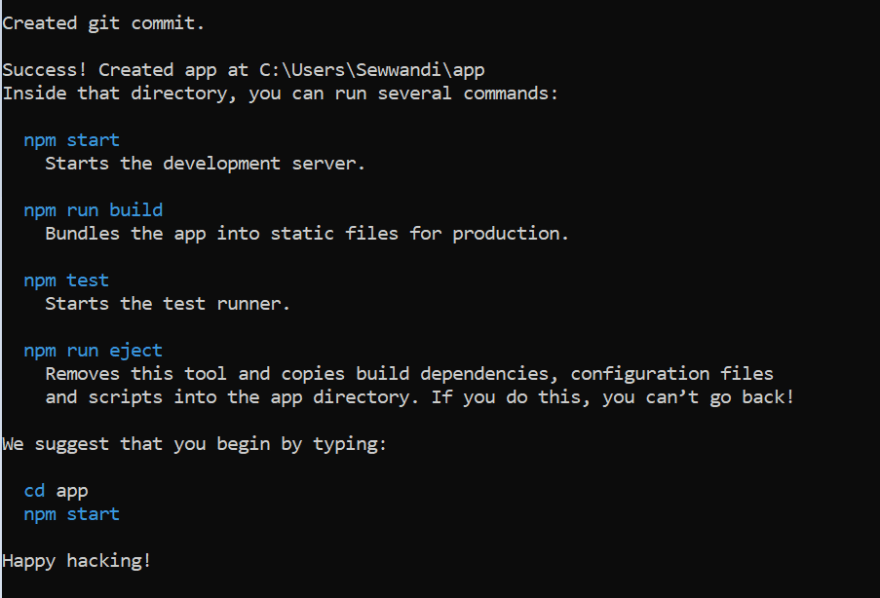 Created git commit.
Success! Created app at C:\Users\Sewwandi\app
Inside that directory, you can run several commands:
npm start
Starts the development server.
npm run build
Bundles the app into static files for production.
npm test
Starts the test runner.
npm run eject
Removes this tool and copies build dependencies, configuration files
and scripts into the app directory. If you do this, you can’t go back!
We suggest that you begin by typing:
cd app
npm start
Happy hacking!